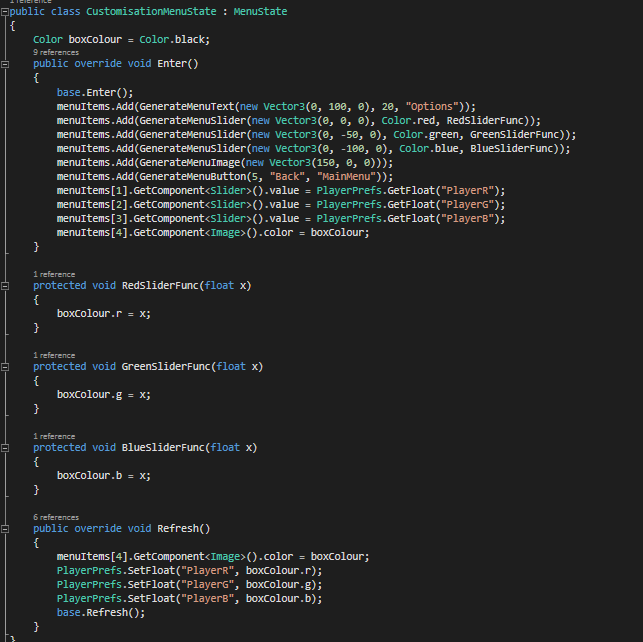 1 reference
public class CustomisationMenuState : MenuState
{
Color boxColour = Color.black;
9 references
public override void Enter()
{
base.Enter();
menuItems.Add(GenerateMenuText(new Vector3(0, 100, 0), 20, "Options"));
menuItems.Add(GenerateMenuSlider(new Vector3(0, 0, 0), Color.red, RedSliderFunc));
menuItems.Add(GenerateMenuSlider(new Vector3(0, -50, 0), Color.green, GreenSliderFunc));
menuItems.Add(GenerateMenuSlider(new Vector3(0, -100, 0), Color.blue, BlueSliderFunc));
menuItems.Add(GenerateMenuImage(new Vector3(150, 0, 0)));
menuItems.Add(GenerateMenuButton(5, "Back", "MainMenu"));
menuItems[1].GetComponent<Slider>().value = PlayerPrefs.GetFloat("PlayerR");
menuItems[2].GetComponent<Slider>().value = PlayerPrefs.GetFloat("PlayerG");
menuItems[3].GetComponent<Slider>().value = PlayerPrefs.GetFloat("PlayerB");
menuItems[4].GetComponent<Image>().color = boxColour;
}
1 reference
protected void RedSliderFunc(float x)
{
boxColour.r = x;
}
1 reference
protected void GreenSliderFunc(float x)
{
boxColour.g = x;
}
1 reference
protected void BlueSliderFunc(float x)
{
boxColour.b = x;
}
6 references
public override void Refresh()
{
menuItems[4].GetComponent<Image>().color = boxColour;
PlayerPrefs.SetFloat("PlayerR", boxColour.r);
PlayerPrefs.SetFloat("PlayerG", boxColour.g);
PlayerPrefs.SetFloat("PlayerB", boxColour.b);
base.Refresh();
}
}